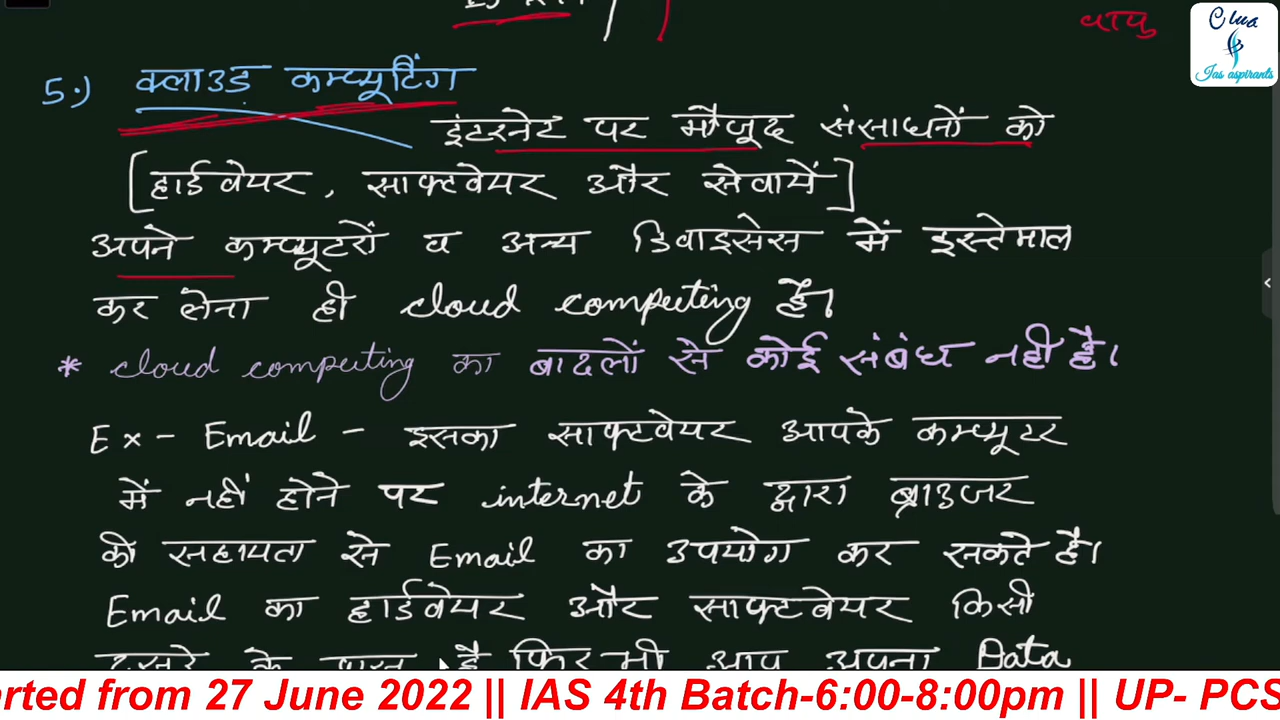 वायु
Clue
Ias aspirants
5.) क्लाउड कम्प्यूटिंग
इंटरनेट पर मौजूद संसाधनों को
[हार्डवेयर, साफ्टवेयर और सेवायें]
अपने कम्प्यूटरों व अन्य डिवाइसेस में इस्तेमाल
कर लेना ही cloud computing है।
* cloud computing का बादलों से कोई संबंध नहीं है।
Ex - Email - इसका साफ्टवेयर आपके कम्प्यूटर
में नहीं होने पर internet के द्वारा ब्राउजर
की सहायता से Email का उपयोग कर सकते है।
Email का हार्डवेयर और साफ्टवेयर किसी
दूसरे के पास है फिर भी आप अपना Data
arted from 27 June 2022 || IAS 4th Batch-6:00-8:00pm || UP- PCS